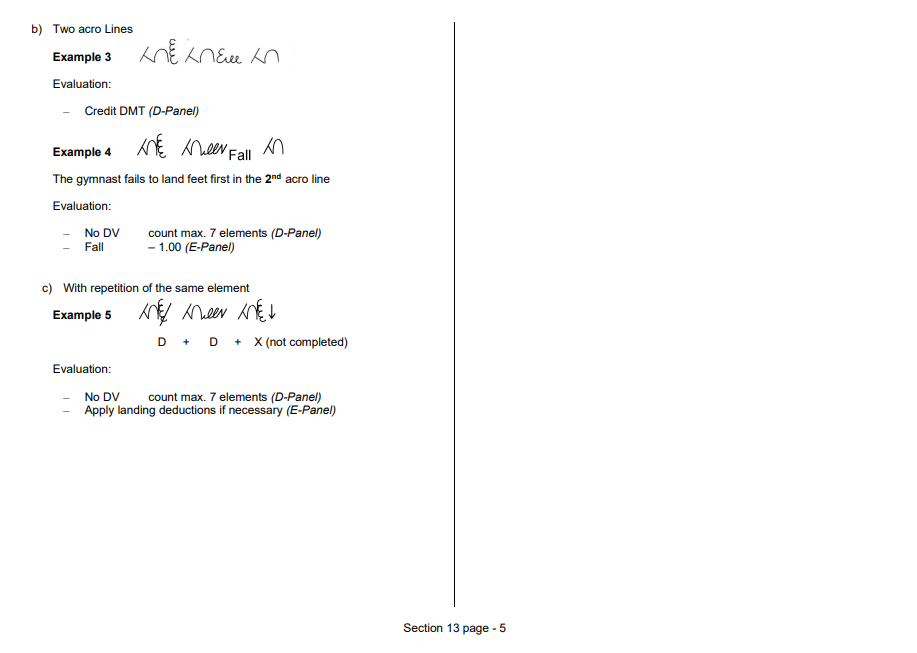 b) Two acro Lines
Example 3
Evaluation:
– Credit DMT (D-Panel)
Example 4 Fall
The gymnast fails to land feet first in the 2nd acro line
Evaluation:
– No DV count max. 7 elements (D-Panel)
– Fall – 1.00 (E-Panel)
c) With repetition of the same element
Example 5
D + D + X (not completed)
Evaluation:
– No DV count max. 7 elements (D-Panel)
– Apply landing deductions if necessary (E-Panel)
Section 13 page - 5